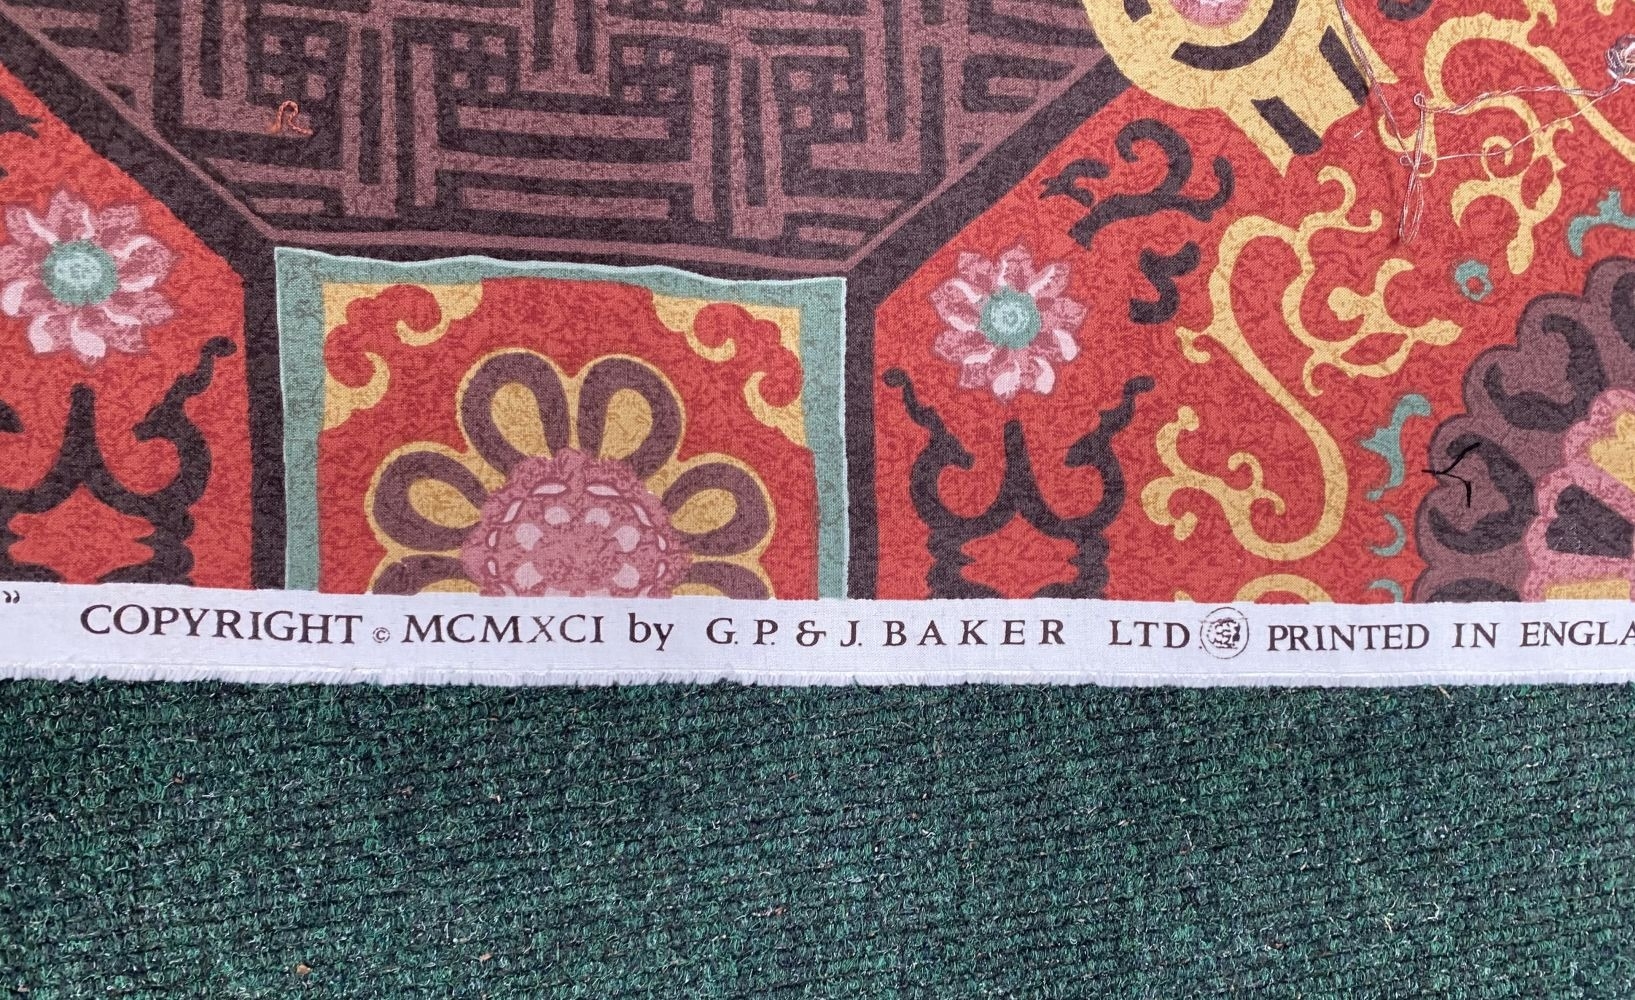 " COPYRIGHT © MCMXCI by G. P. & J. BAKER LTD. PRINTED IN ENGLA